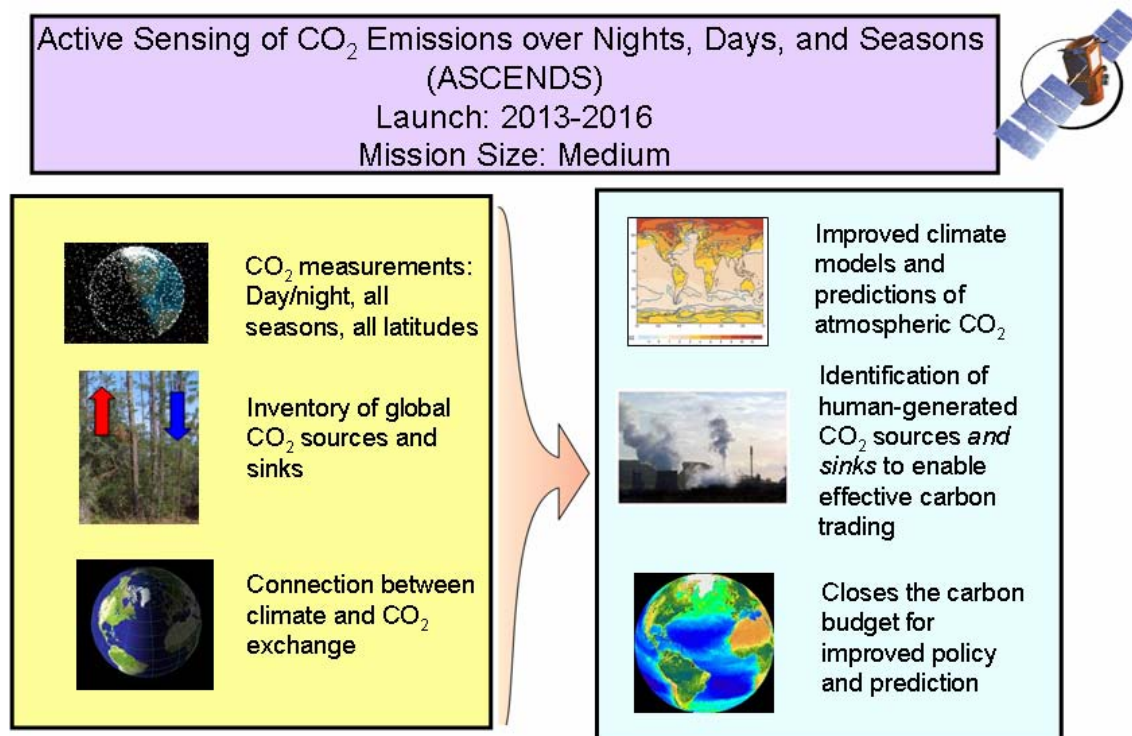 Active Sensing of CO₂ Emissions over Nights, Days, and Seasons
(ASCENDS)
Launch: 2013-2016
Mission Size: Medium
CO₂ measurements:
Day/night, all
seasons, all latitudes
Inventory of global
CO₂ sources and
sinks
Connection between
climate and CO₂
exchange
Improved climate
models and
predictions of
atmospheric CO₂
Identification of
human-generated
CO₂ sources and
sinks to enable
effective carbon
trading
Closes the carbon
budget for
improved policy
and prediction